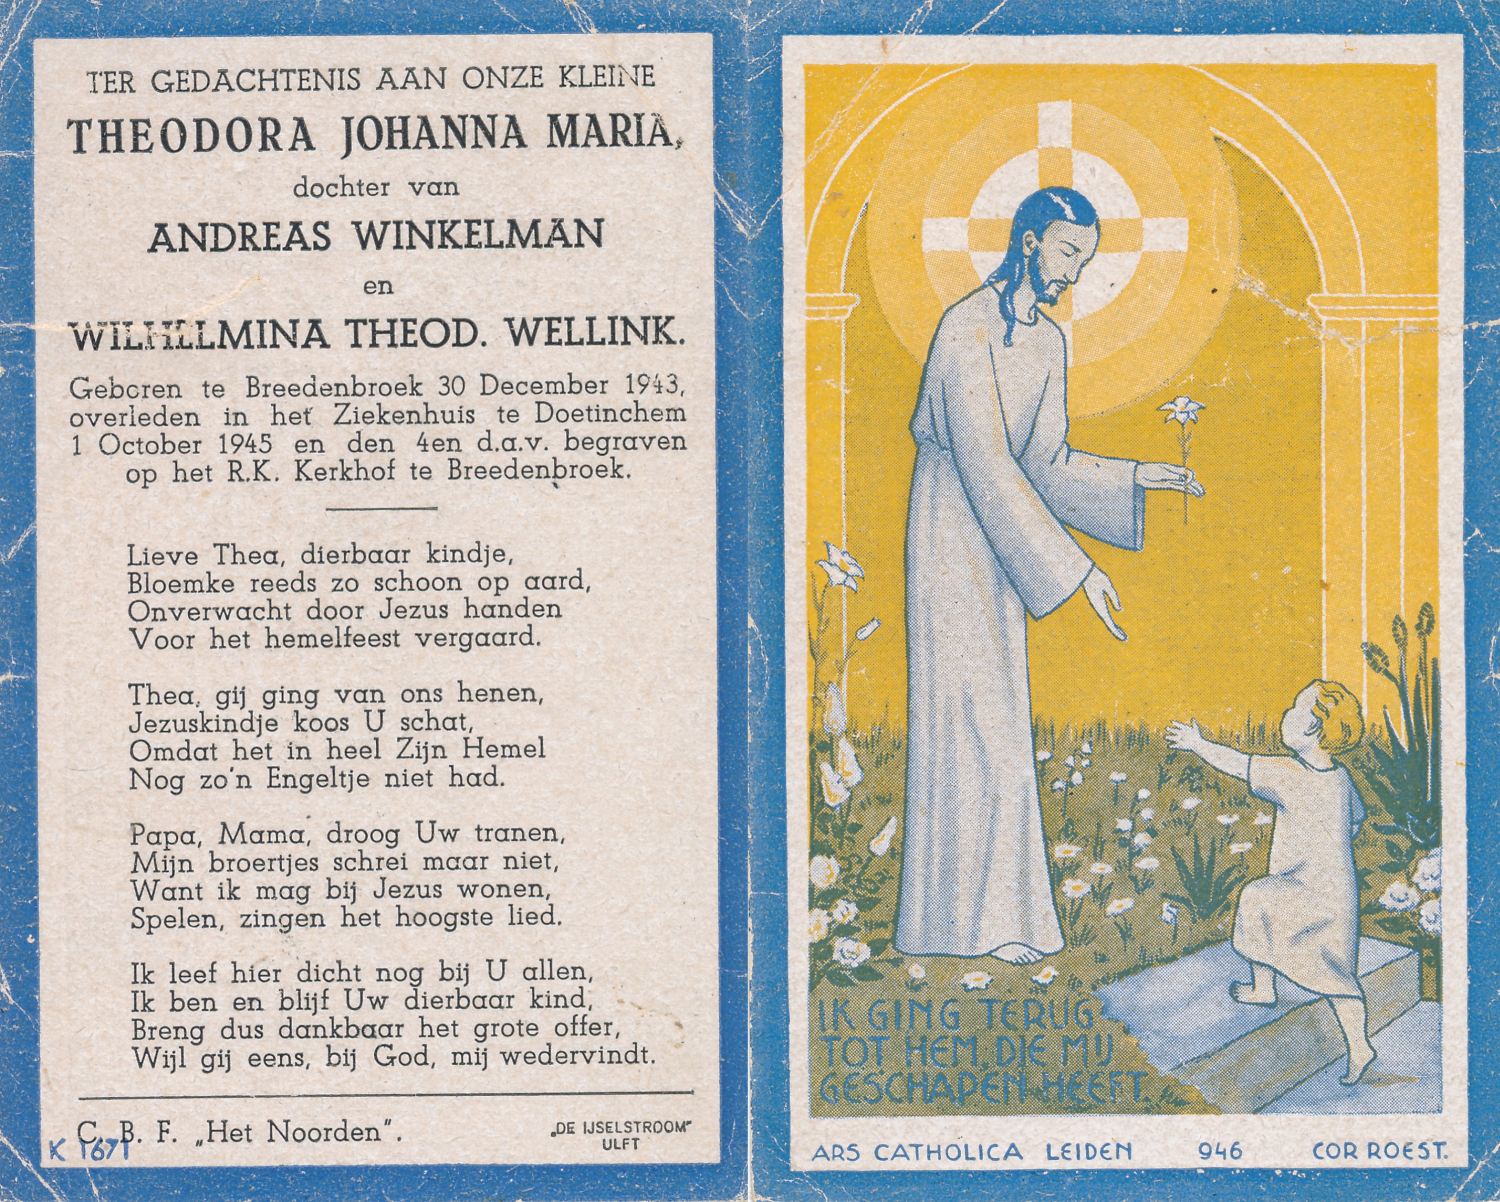 TER GEDACHTENIS AAN ONZE KLEINE
THEODORA JOHANNA MARIA,
dochter van
ANDREAS WINKELMAN
en
WILHELMINA THEOD. WELLINK.
Geboren te Breedenbroek 30 December 1943,
overleden in het Ziekenhuis te Doetinchem
1 October 1945 en den 4en d.a.v. begraven
op het R.K. Kerkhof te Breedenbroek.
Lieve Thea, dierbaar kindje,
Bloemke reeds zo schoon op aard,
Onverwacht door Jezus handen
Voor het hemelfeest vergaard.
Thea, gij ging van ons henen,
Jezuskindje koos U schat,
Omdat het in heel Zijn Hemel
Nog zo'n Engeltje niet had.
Papa, Mama, droog Uw tranen,
Mijn broertjes schrei maar niet,
Want ik mag bij Jezus wonen,
Spelen, zingen het hoogste lied.
Ik leef hier dicht nog bij U allen,
Ik ben en blijf Uw dierbaar kind,
Breng dus dankbaar het grote offer,
Wijl gij eens, bij God, mij wedervindt.
C. B. F. „Het Noorden".
„DE IJSELSTROOM"
ULFT
K 1671
IK GING TERUG
TOT HEM, DIE MIJ
GESCHAPEN HEEFT.
ARS CATHOLICA LEIDEN 946 COR ROEST.